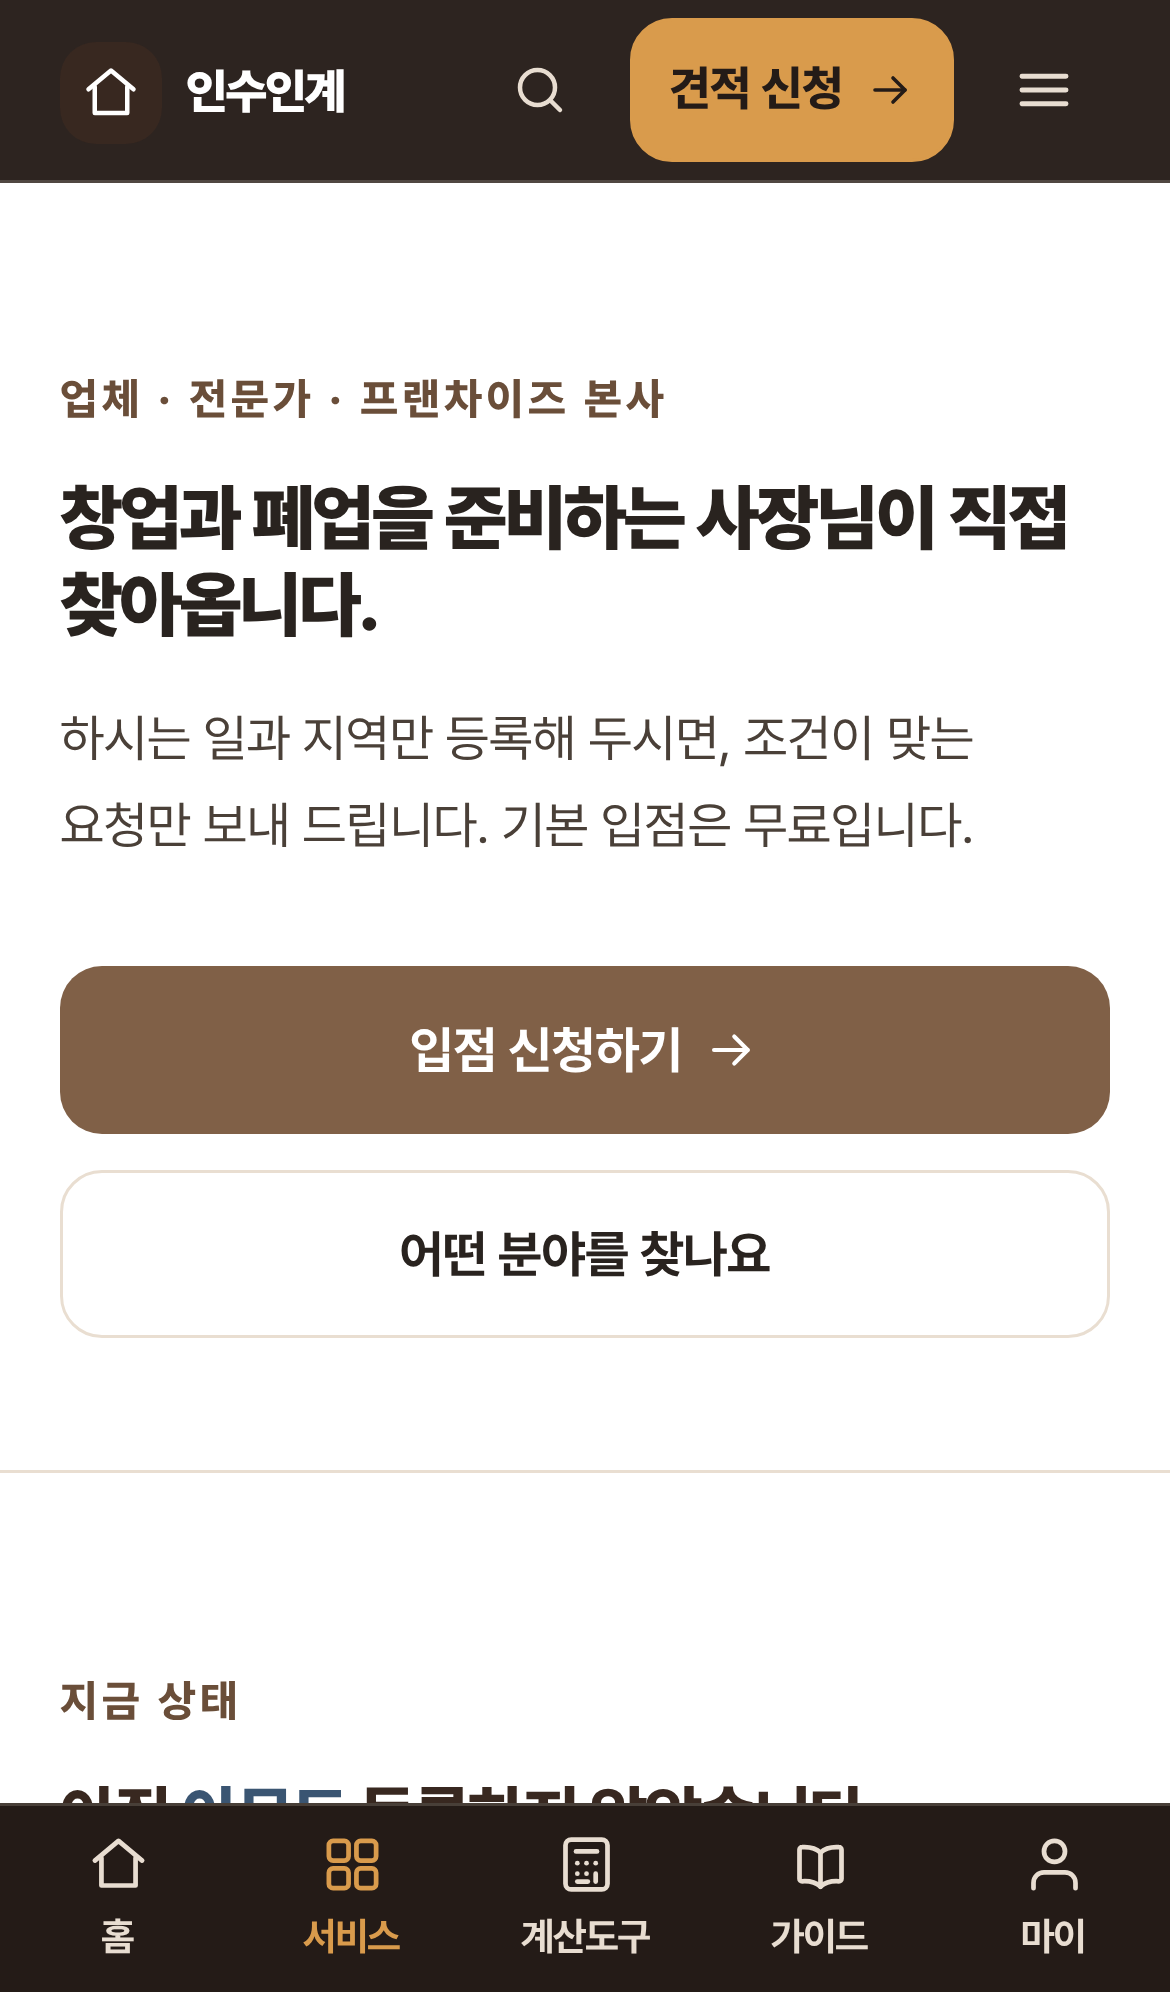 인수인계
견적 신청 →
업체 · 전문가 · 프랜차이즈 본사
창업과 폐업을 준비하는 사장님이 직접
찾아옵니다.
하시는 일과 지역만 등록해 두시면, 조건이 맞는
요청만 보내 드립니다. 기본 입점은 무료입니다.
입점 신청하기 →
어떤 분야를 찾나요
지금 상태
홈
서비스
계산도구
가이드
마이